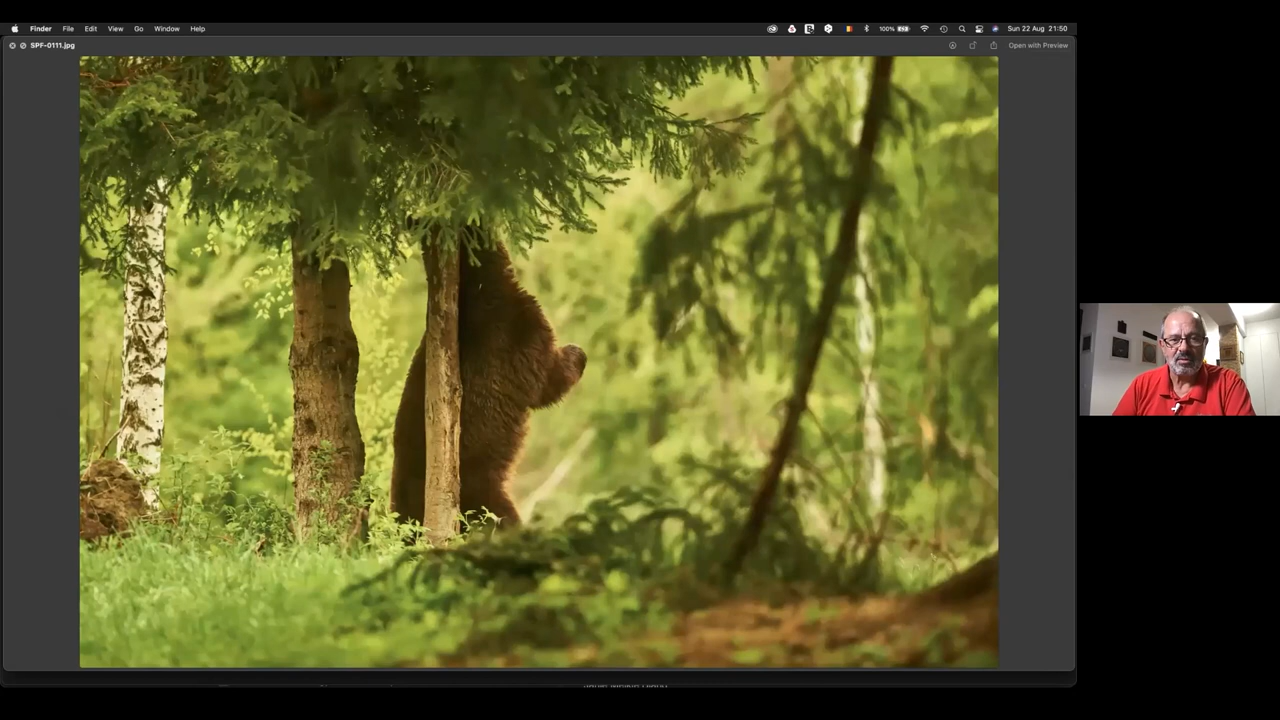 Finder File Edit View Go Window Help 100% Sun 22 Aug 21:50
SPF-0111.jpg Open with Preview